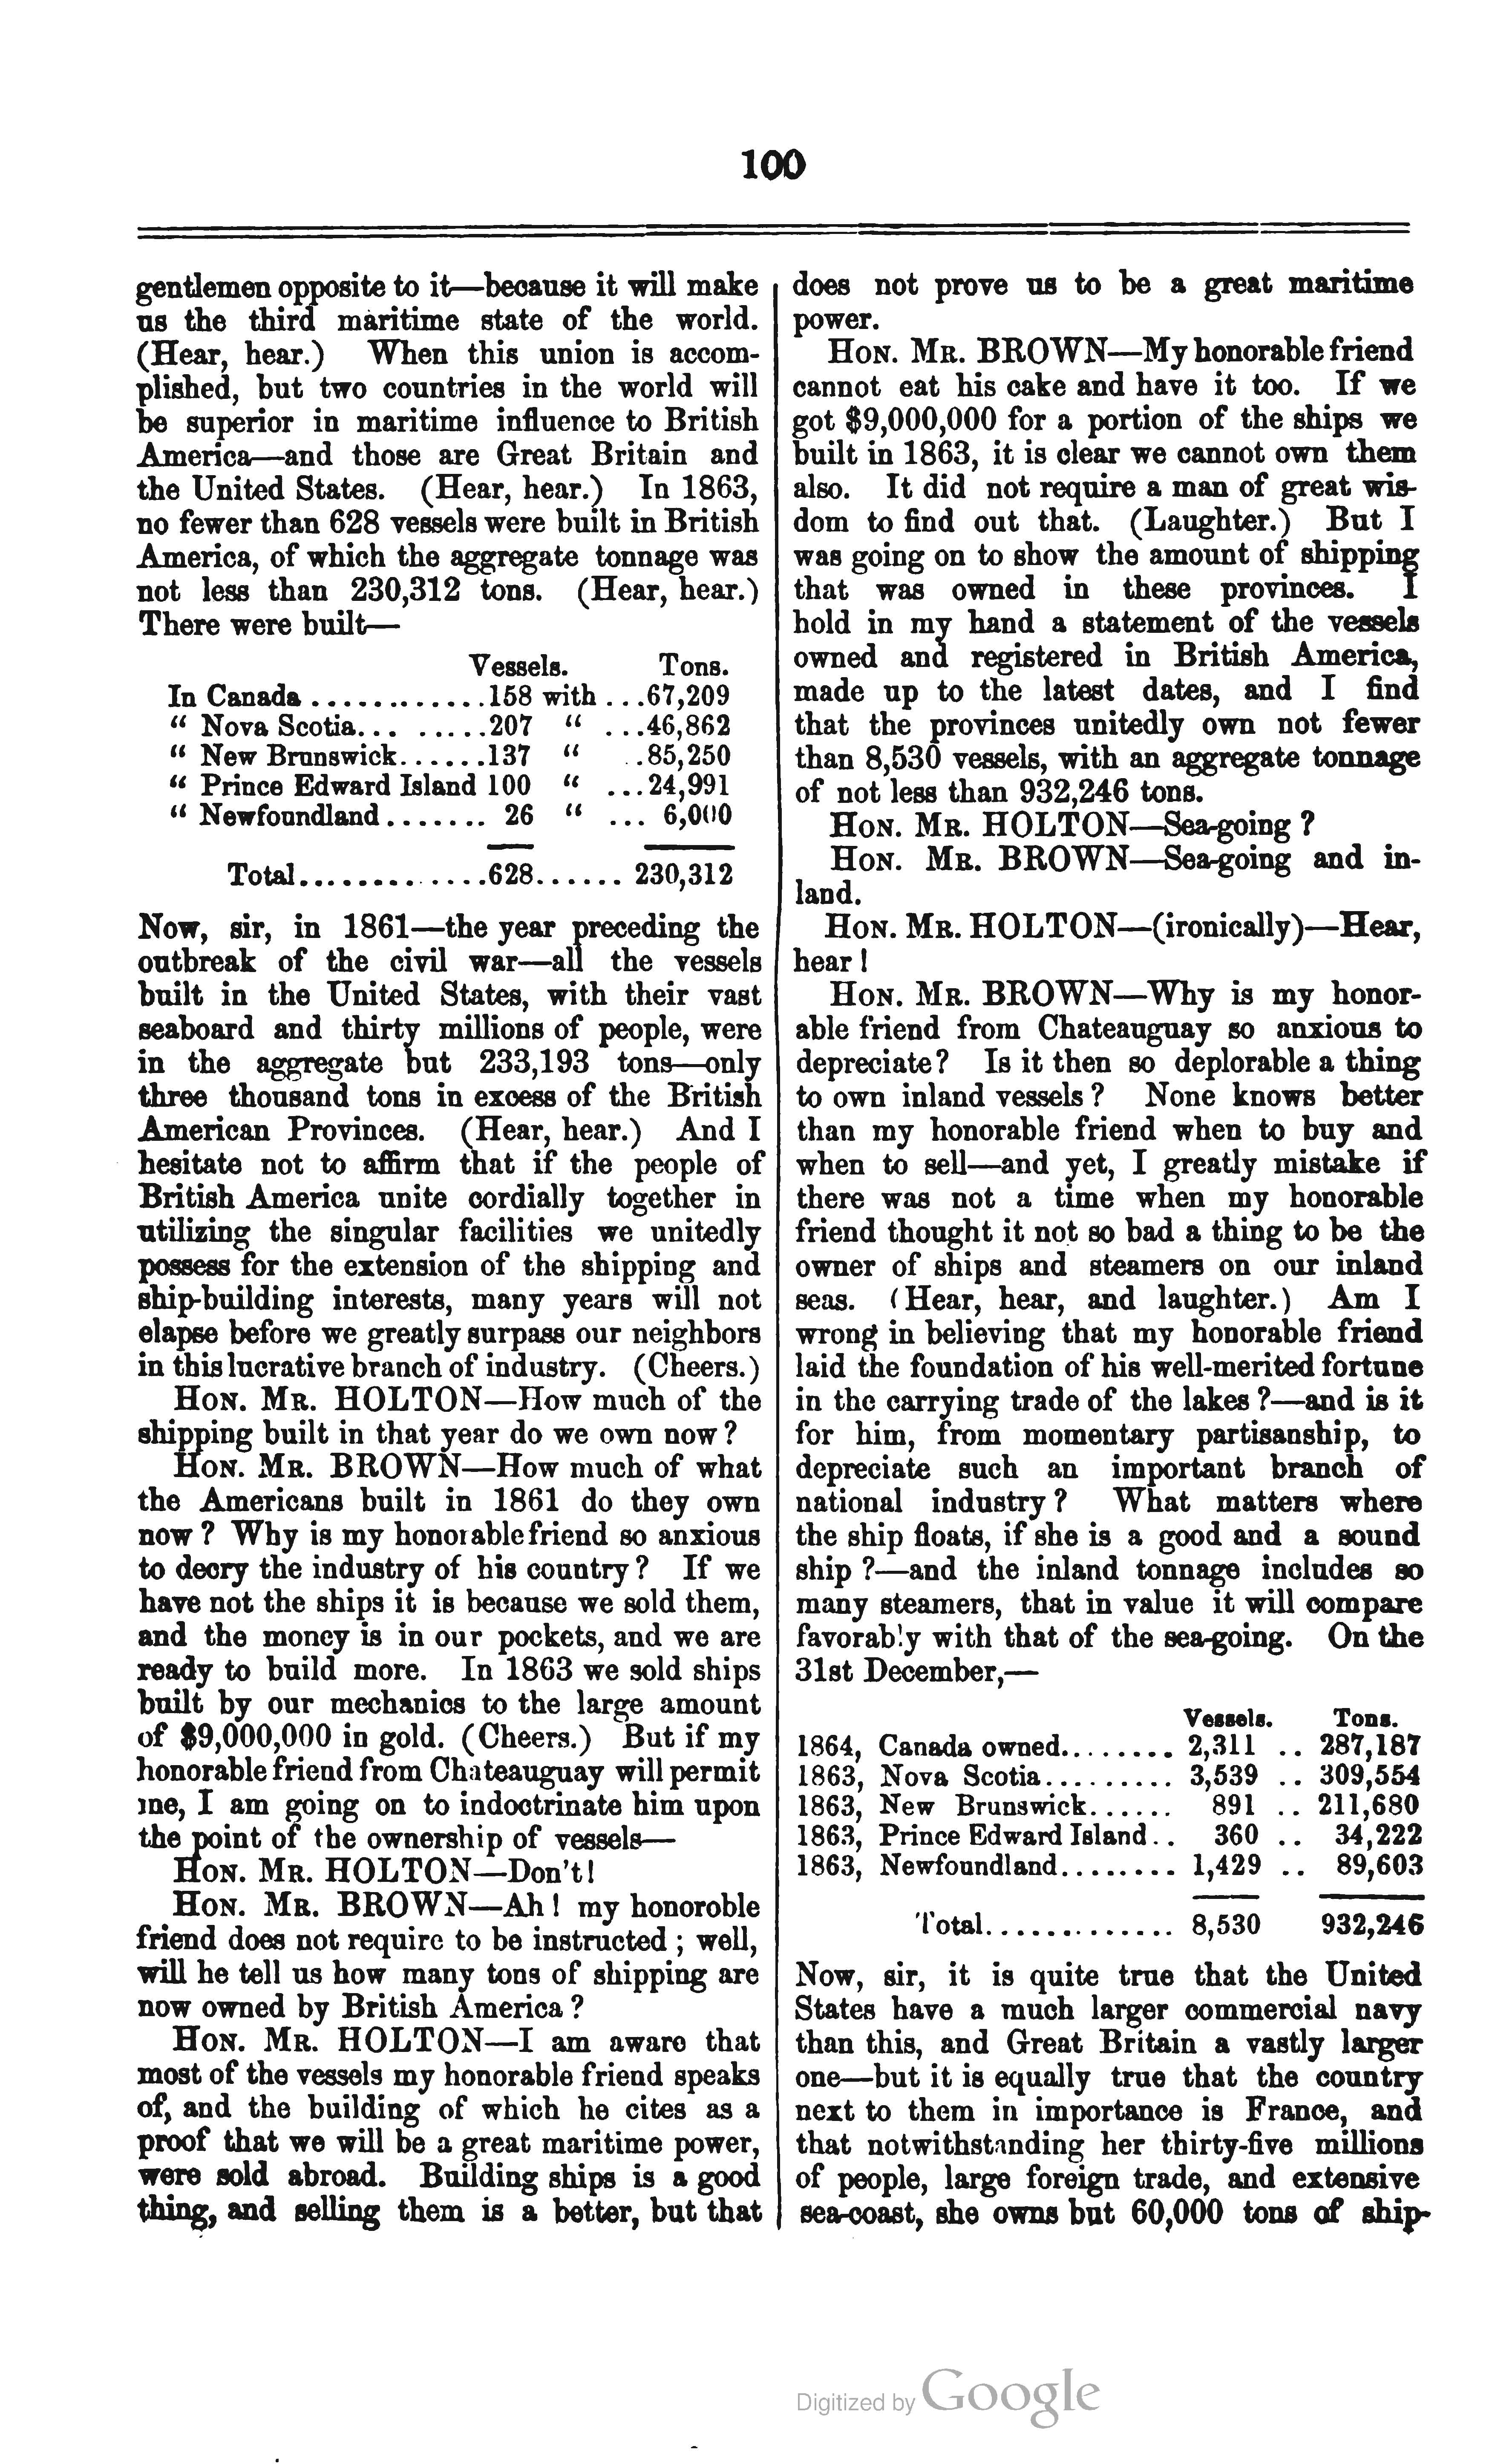 100
gentlemen opposite to it—because it will make
us the third maritime state of the world.
(Hear, hear.) When this union is accom-
plished, but two countries in the world will
be superior in maritime influence to British
America—and those are Great Britain and
the United States. (Hear, hear.) In 1863,
no fewer than 628 vessels were built in British
America, of which the aggregate tonnage was
not less than 230,312 tons. (Hear, hear.)
There were built—
Vessels. Tons.
In Canada.............158 with ...67,209
“ Nova Scotia... .....207 “ ...46,862
“ New Brunswick......137 “ ..85,250
“ Prince Edward Island 100 “ ...24,991
“ Newfoundland....... 26 “ ... 6,000
Total..............628...... 230,312
Now, sir, in 1861—the year preceding the
outbreak of the civil war—all the vessels
built in the United States, with their vast
seaboard and thirty millions of people, were
in the aggregate but 233,193 tons—only
three thousand tons in excess of the British
American Provinces. (Hear, hear.) And I
hesitate not to affirm that if the people of
British America unite cordially together in
utilizing the singular facilities we unitedly
possess for the extension of the shipping and
ship-building interests, many years will not
elapse before we greatly surpass our neighbors
in this lucrative branch of industry. (Cheers.)
HON. MR. HOLTON—How much of the
shipping built in that year do we own now?
HON. MR. BROWN—How much of what
the Americans built in 1861 do they own
now? Why is my honorable friend so anxious
to decry the industry of his country? If we
have not the ships it is because we sold them,
and the money is in our pockets, and we are
ready to build more. In 1863 we sold ships
built by our mechanics to the large amount
of $9,000,000 in gold. (Cheers.) But if my
honorable friend from Chateauguay will permit
me, I am going on to indoctrinate him upon
the point of the ownership of vessels—
HON. MR. HOLTON—Don't!
HON. MR. BROWN—Ah! my honoroble
friend does not require to be instructed; well,
will he tell us how many tons of shipping are
now owned by British America?
HON. MR. HOLTON—I am aware that
most of the vessels my honorable friend speaks
of, and the building of which he cites as a
proof that we will be a great maritime power,
were sold abroad. Building ships is a good
thing, and selling them is a better, but that
does not prove us to be a great maritime
power.
HON. MR. BROWN—My honorable friend
cannot eat his cake and have it too. If we
got $9,000,000 for a portion of the ships we
built in 1863, it is clear we cannot own them
also. It did not require a man of great wis-
dom to find out that. (Laughter.) But I
was going on to show the amount of shipping
that was owned in these provinces. I
hold in my hand a statement of the vessels
owned and registered in British America,
made up to the latest dates, and I find
that the provinces unitedly own not fewer
than 8,530 vessels, with an aggregate tonnage
of not less than 932,246 tons.
HON. MR. HOLTON—Sea-going?
HON. MR. BROWN—Sea-going and in-
land.
HON. MR. HOLTON—(ironically)—Hear,
hear!
HON. MR. BROWN—Why is my honor-
able friend from Chateauguay so anxious to
depreciate? Is it then so deplorable a thing
to own inland vessels? None knows better
than my honorable friend when to buy and
when to sell—and yet, I greatly mistake if
there was not a time when my honorable
friend thought it not so bad a thing to be the
owner of ships and steamers on our inland
seas. (Hear, hear, and laughter.) Am I
wrong in believing that my honorable friend
laid the foundation of his well-merited fortune
in the carrying trade of the lakes?—and is it
for him, from momentary partisanship, to
depreciate such an important branch of
national industry? What matters where
the ship floats, if she is a good and a sound
ship?—and the inland tonnage includes so
many steamers, that in value it will compare
favorably with that of the sea-going. On the
31st December,—
Vessels. Tons.
1864, Canada owned......... 2,311 .. 287,187
1863, Nova Scotia.......... 3,539 .. 309,554
1863, New Brunswick...... 891 .. 211,680
1863, Prince Edward Island.. 360 .. 34,222
1863, Newfoundland........ 1,429 .. 89,603
Total............. 8,530 932,246
Now, sir, it is quite true that the United
States have a much larger commercial navy
than this, and Great Britain a vastly larger
one—but it is equally true that the country
next to them in importance is France, and
that notwithstanding her thirty-five millions
of people, large foreign trade, and extensive
sea-coast, she owns but 60,000 tons of ship-
Digitized by Google